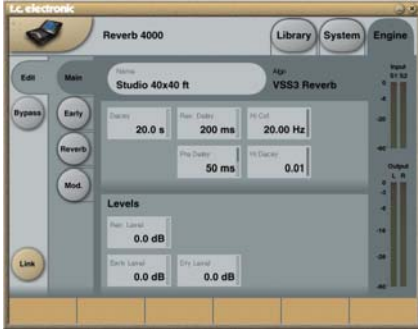 t.c. electronic
Reverb 4000
Library
System
Engine
Edit
Main
Name
Studio 40x40 ft
Algo
VSS3 Reverb
Input
S1 S2
Bypass
Early
Reverb
Mod.
Link
Decay
20.0 s
Rev Delay
200 ms
Hi Cut
20.00 Hz
Pre Delay
50 ms
Hi Decay
0.01
Output
L R
Levels
Rev Level
0.0 dB
Early Level
0.0 dB
Dry Level
0.0 dB